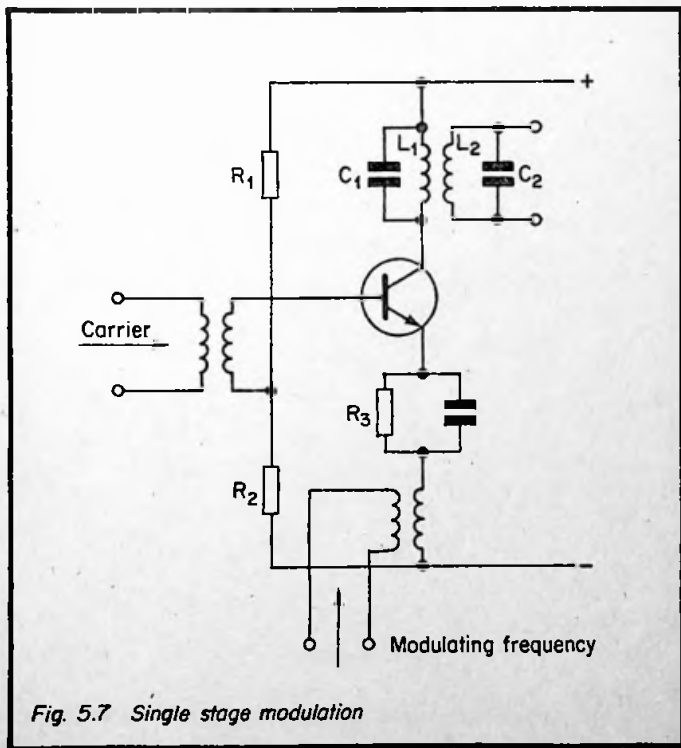 +
L₁ L₂
R₁ C₁ C₂
Carrier
R₃
R₂
−
Modulating frequency
Fig. 5.7 Single stage modulation